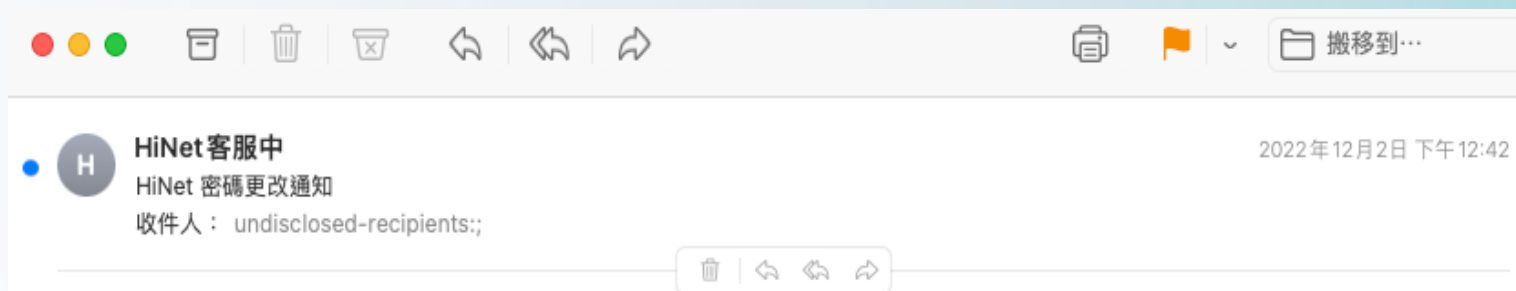 搬移到…
HiNet客服中
2022年12月2日 下午12:42
H
HiNet 密碼更改通知
收件人： undisclosed-recipients:;